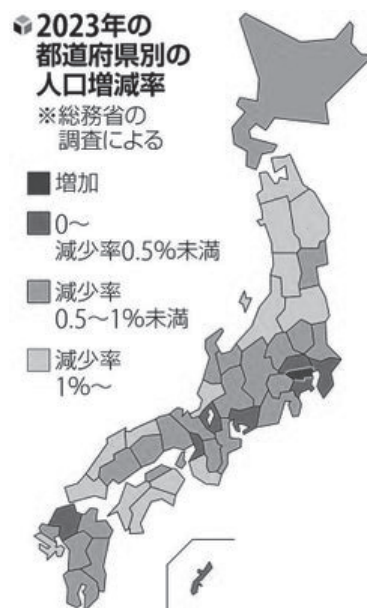 2023年の
都道府県別の
人口増減率
※総務省の
調査による
増加
0〜
減少率0.5%未満
減少率
0.5〜1%未満
減少率
1%〜